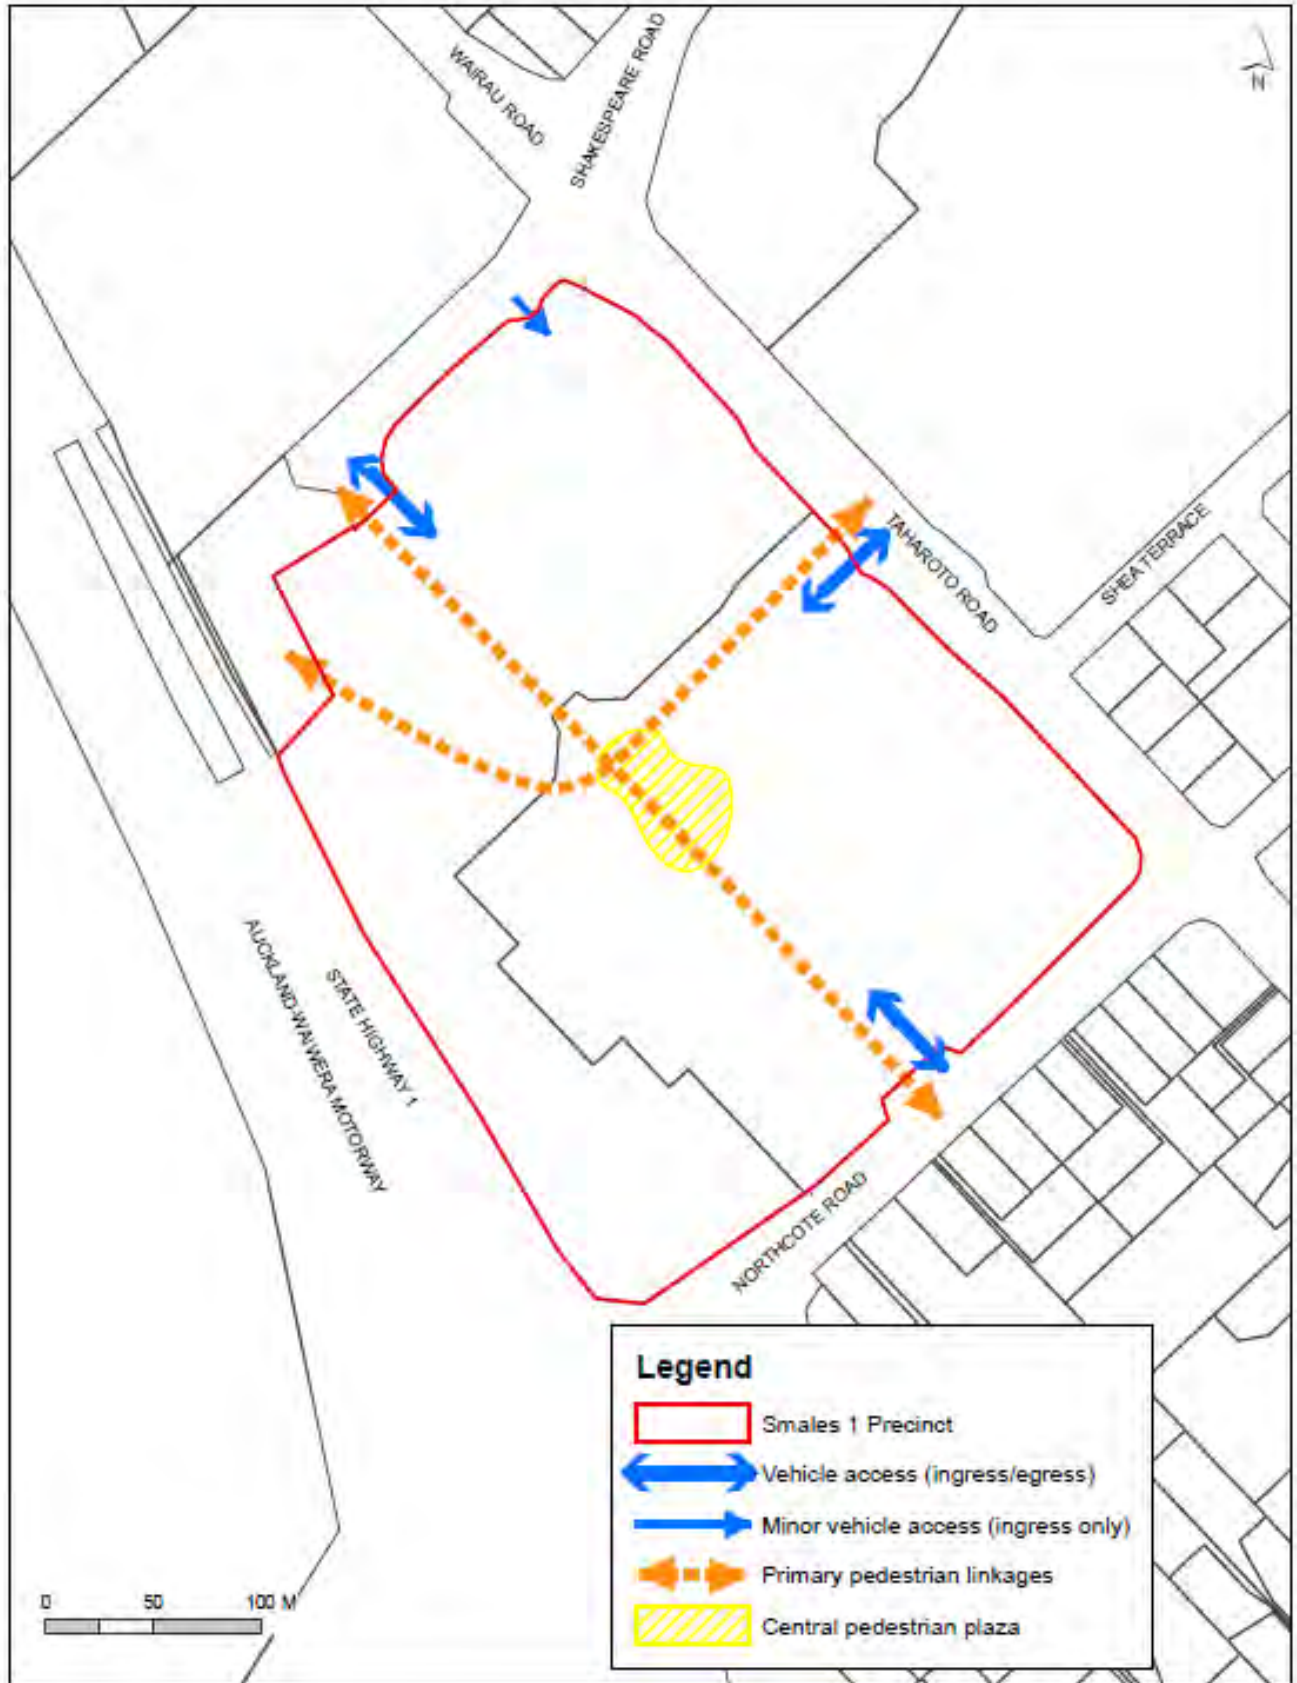 WAIRAU ROAD
SHAKESPEARE ROAD
N
TAHAROTO ROAD
SHEA TERRACE
AUCKLAND-WAIWERA MOTORWAY
STATE HIGHWAY 1
NORTHCOTE ROAD
Legend
Smales 1 Precinct
Vehicle access (ingress/egress)
Minor vehicle access (ingress only)
Primary pedestrian linkages
Central pedestrian plaza
0 50 100 M